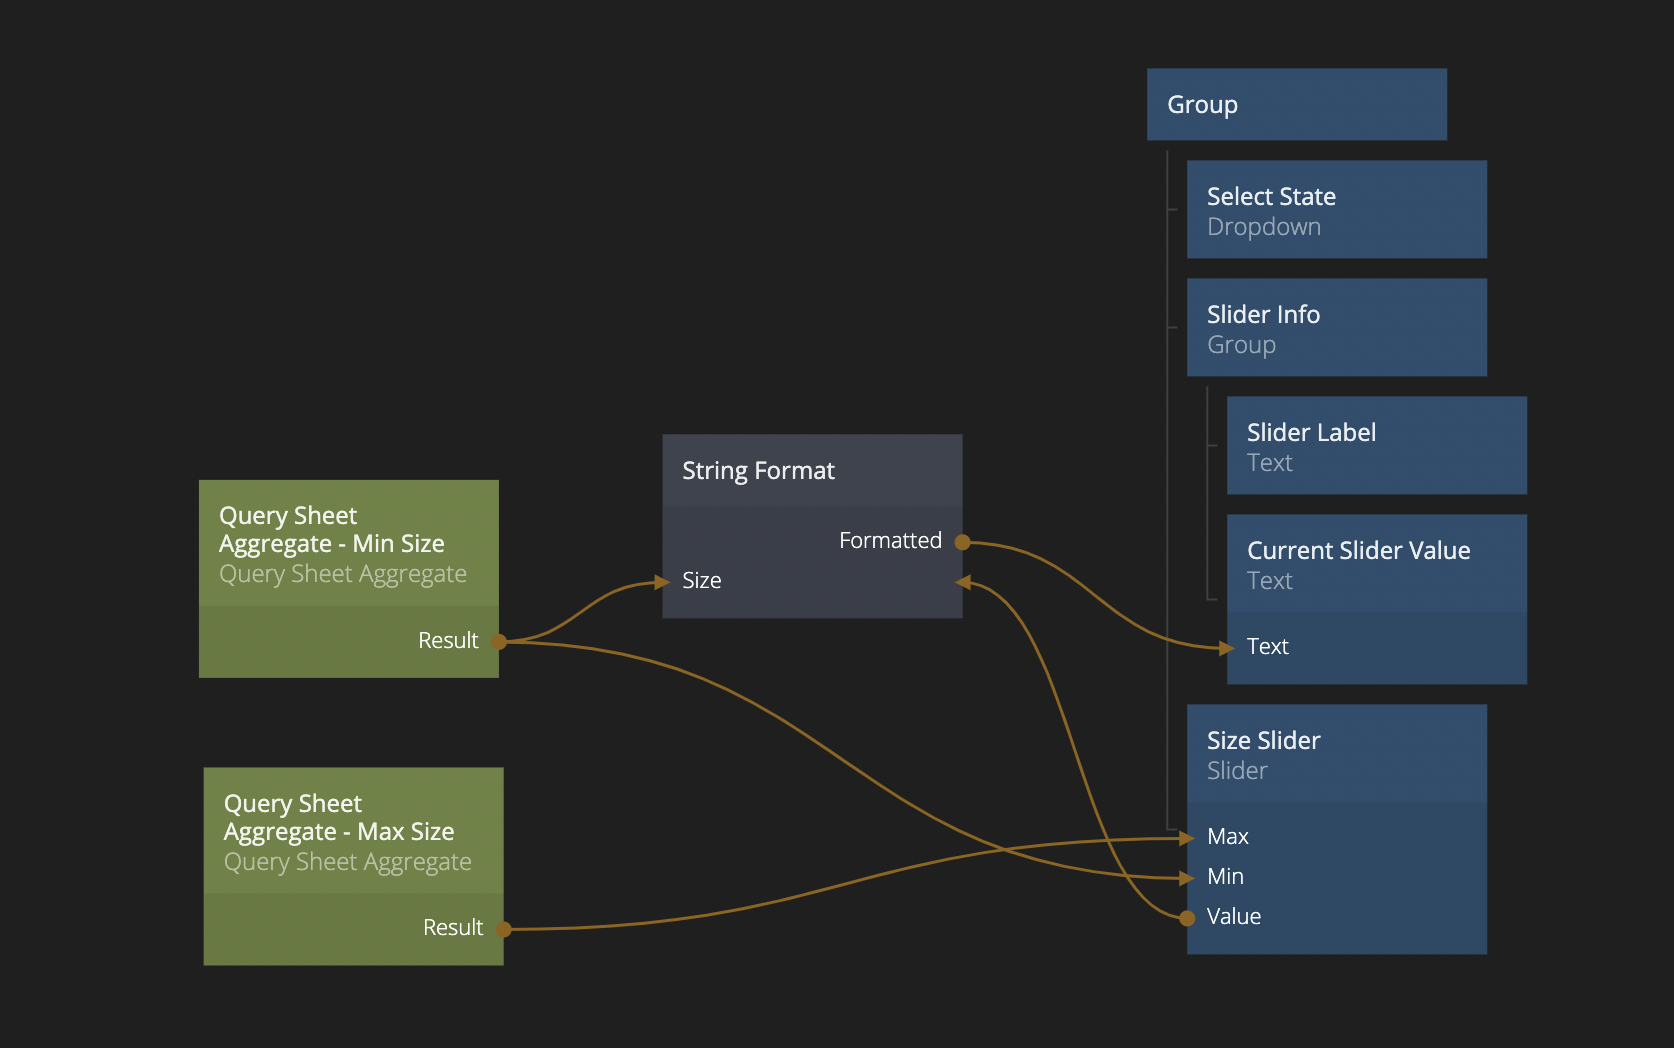 Group
Select State
Dropdown
Slider Info
Group
Slider Label
Text
Current Slider Value
Text
Text
Size Slider
Slider
Max
Min
Value
String Format
Formatted
Size
Query Sheet
Aggregate - Min Size
Query Sheet Aggregate
Result
Query Sheet
Aggregate - Max Size
Query Sheet Aggregate
Result